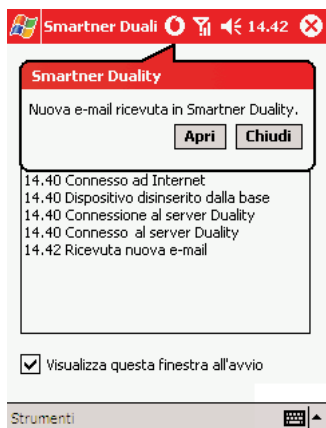 Smartner Duali 14.42
Smartner Duality
Nuova e-mail ricevuta in Smartner Duality.
Apri Chiudi
14.40 Connesso ad Internet
14.40 Dispositivo disinserito dalla base
14.40 Connessione al server Duality
14.40 Connesso al server Duality
14.42 Ricevuta nuova e-mail
Visualizza questa finestra all'avvio
Strumenti